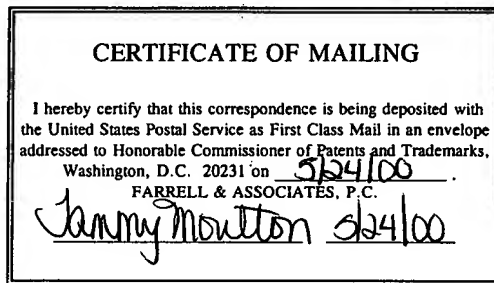 CERTIFICATE OF MAILING
I hereby certify that this correspondence is being deposited with
the United States Postal Service as First Class Mail in an envelope
addressed to Honorable Commissioner of Patents and Trademarks,
Washington, D.C. 20231 on 5/24/00.
FARRELL & ASSOCIATES, P.C.
Tammy Moulton 5/24/00